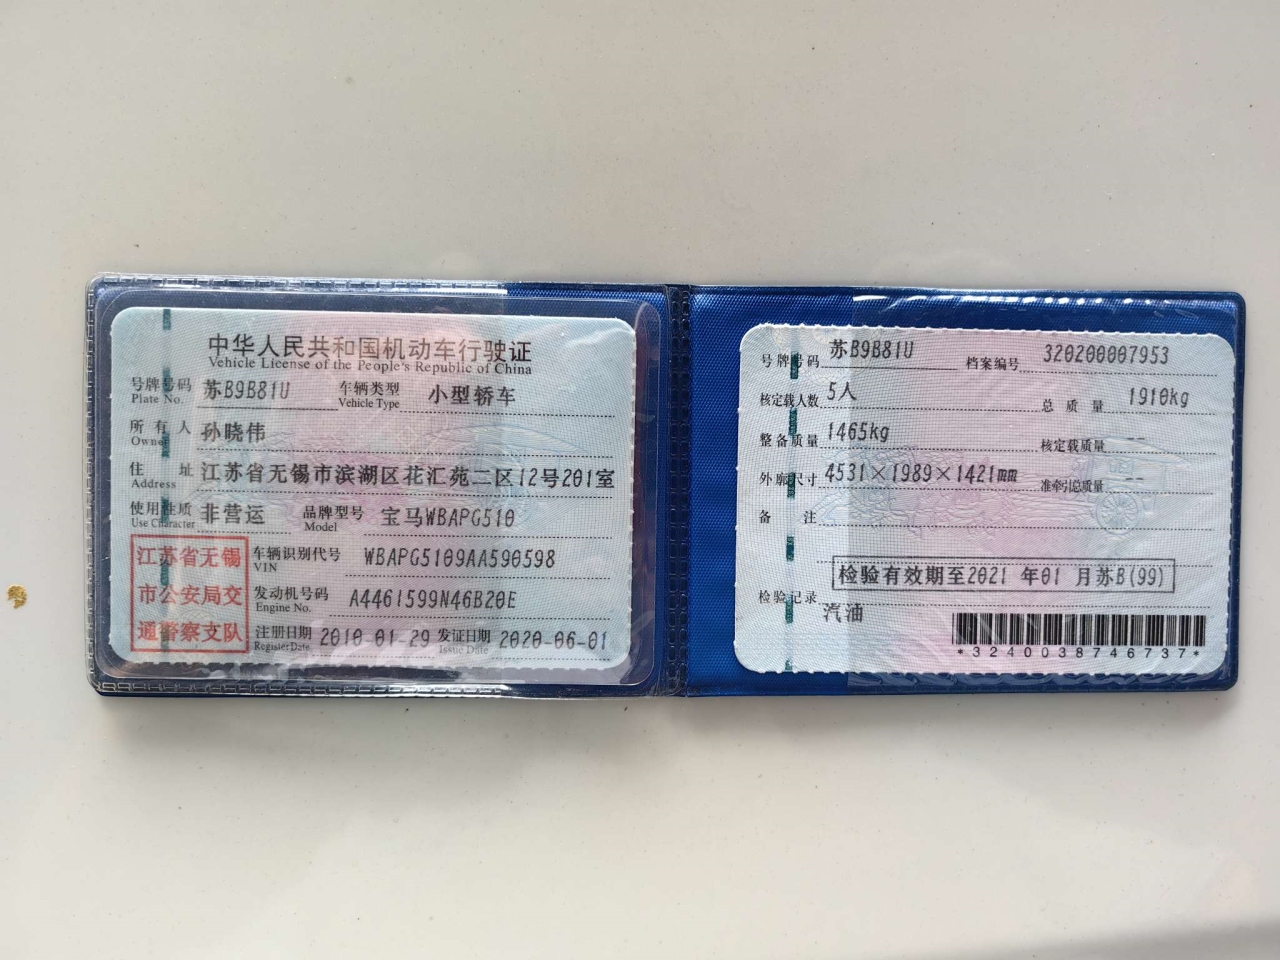 中华人民共和国机动车行驶证
Vehicle License of the People's Republic of China
号牌号码 苏B9B81U 车辆类型 小型轿车
Plate No. Vehicle Type
所有人 孙晓伟
Owner
住址 江苏省无锡市滨湖区花汇苑二区12号201室
Address
使用性质 非营运 品牌型号 宝马WBAPG510
Use Character Model
江苏省无锡
市公安局交
通警察支队
车辆识别代号 WBAPG5109AA590598
VIN
发动机号码 A4461599N46B20E
Engine No.
注册日期 2010-01-29 发证日期 2020-06-01
Register Date Issue Date
号牌号码 苏B9B81U 档案编号 320200007953
核定载人数 5人 总质量 1910kg
整备质量 1465kg 核定载质量 --
外廓尺寸 4531×1989×1421mm 准牵引总质量 --
备注
检验有效期至2021 年01 月苏B(99)
检验记录
汽油
*3240038746737*